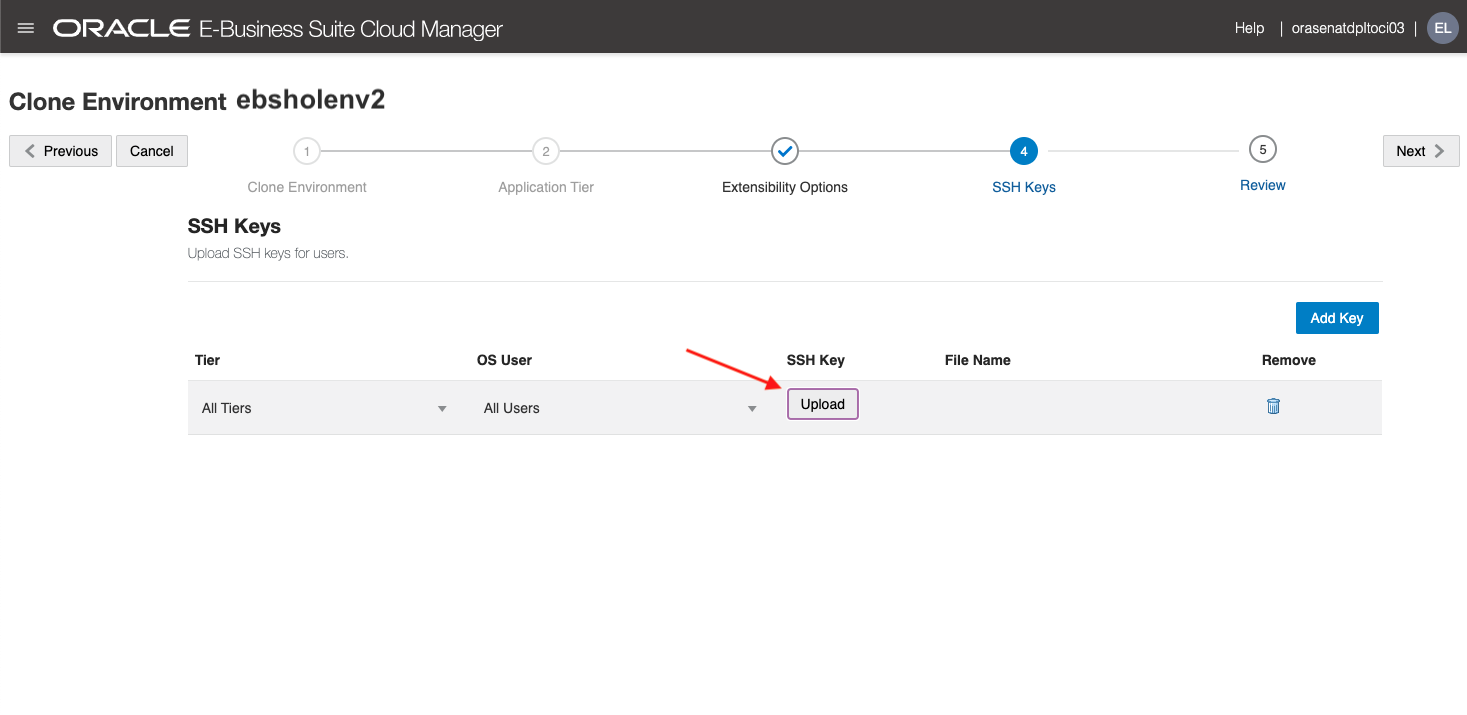 ORACLE E-Business Suite Cloud Manager Help | orasenatdpltoci03 | EL
Clone Environment ebsholenv2
Previous Cancel 1 2 4 5 Next
Clone Environment Application Tier Extensibility Options SSH Keys Review
SSH Keys
Upload SSH keys for users.
Add Key
Tier OS User SSH Key File Name Remove
All Tiers All Users Upload